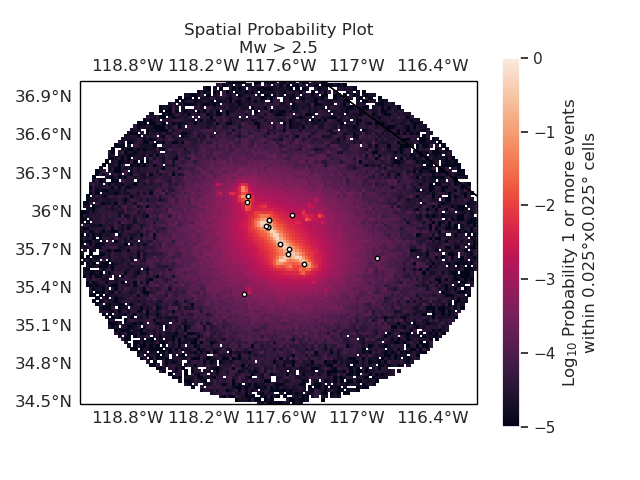 Spatial Probability Plot
Mw > 2.5
118.8°W 118.2°W 117.6°W 117°W 116.4°W
36.9°N
36.6°N
36.3°N
36°N
35.7°N
35.4°N
35.1°N
34.8°N
34.5°N
118.8°W 118.2°W 117.6°W 117°W 116.4°W
0
−1
−2
−3
−4
−5
Log₁₀ Probability 1 or more events
within 0.025°x0.025° cells